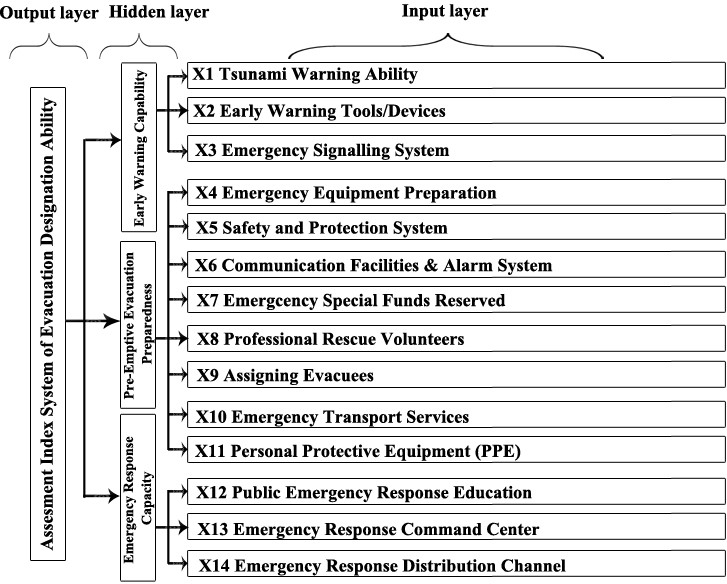 Output layer Hidden layer Input layer
Assesment Index System of Evacuation Designation Ability
Early Warning Capability
X1 Tsunami Warning Ability
X2 Early Warning Tools/Devices
X3 Emergency Signalling System
Pre-Emptive Evacuation
Preparedness
X4 Emergency Equipment Preparation
X5 Safety and Protection System
X6 Communication Facilities & Alarm System
X7 Emergcency Special Funds Reserved
X8 Professional Rescue Volunteers
X9 Assigning Evacuees
X10 Emergency Transport Services
X11 Personal Protective Equipment (PPE)
Emergency Response
Capacity
X12 Public Emergency Response Education
X13 Emergency Response Command Center
X14 Emergency Response Distribution Channel